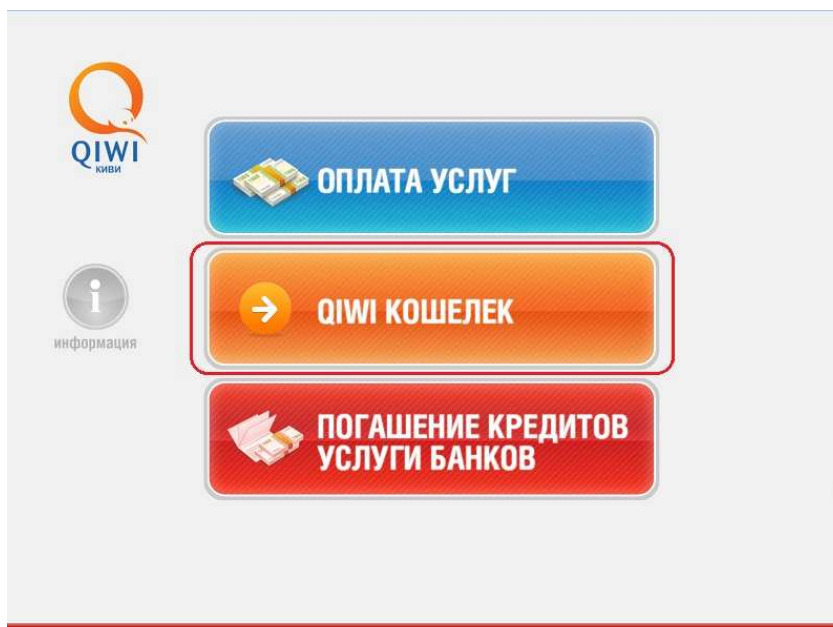 QIWI
КИВИ
ОПЛАТА УСЛУГ
QIWI КОШЕЛЕК
i
информация
ПОГАШЕНИЕ КРЕДИТОВ
УСЛУГИ БАНКОВ